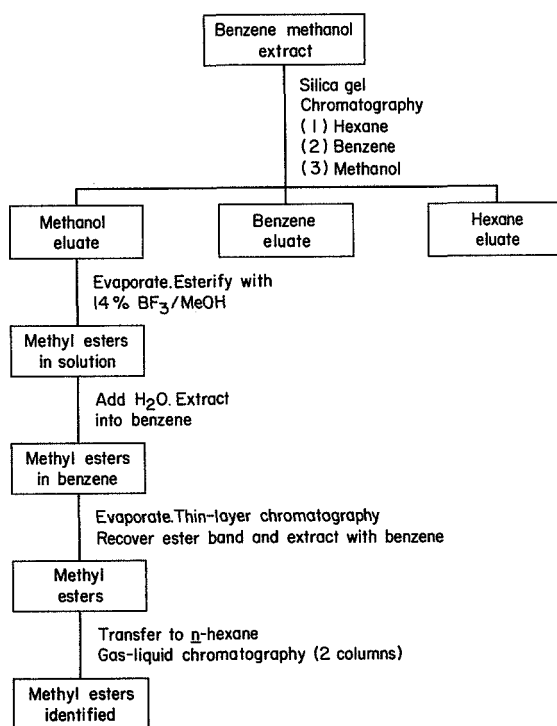 Benzene methanol
extract
Silica gel
Chromatography
(1) Hexane
(2) Benzene
(3) Methanol
Methanol
eluate
Benzene
eluate
Hexane
eluate
Evaporate.Esterify with
14% BF₃/MeOH
Methyl esters
in solution
Add H₂O. Extract
into benzene
Methyl esters
in benzene
Evaporate.Thin-layer chromatography
Recover ester band and extract with benzene
Methyl
esters
Transfer to n-hexane
Gas-liquid chromatography (2 columns)
Methyl esters
identified